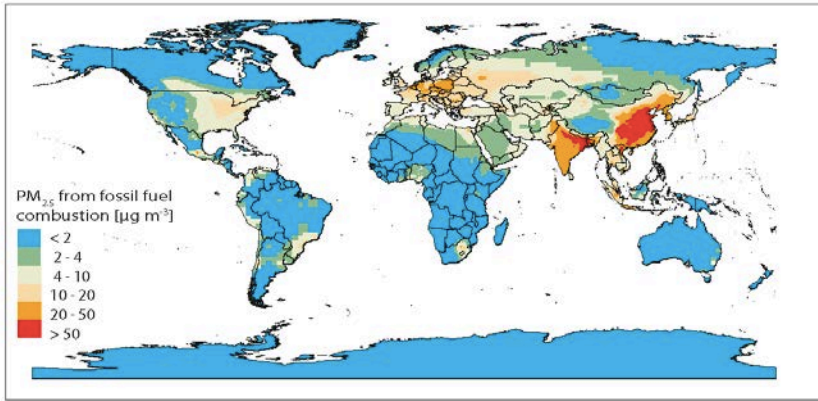 PM2.5 from fossil fuel
combustion [µg m-3]
< 2
2 - 4
4 - 10
10 - 20
20 - 50
> 50